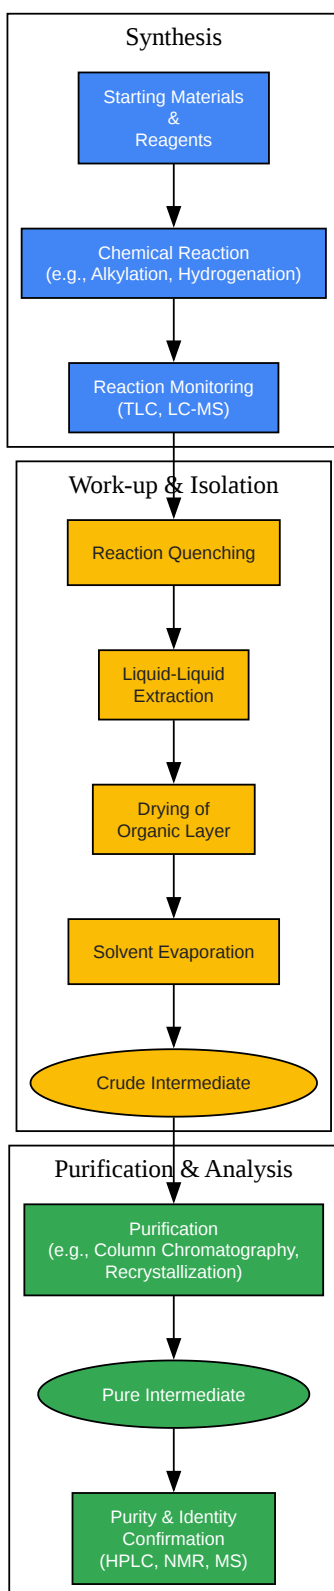 Synthesis
Starting Materials
&
Reagents
Chemical Reaction
(e.g., Alkylation, Hydrogenation)
Reaction Monitoring
(TLC, LC-MS)
Work-up & Isolation
Reaction Quenching
Liquid-Liquid
Extraction
Drying of
Organic Layer
Solvent Evaporation
Crude Intermediate
Purification & Analysis
Purification
(e.g., Column Chromatography,
Recrystallization)
Pure Intermediate
Purity & Identity
Confirmation
(HPLC, NMR, MS)